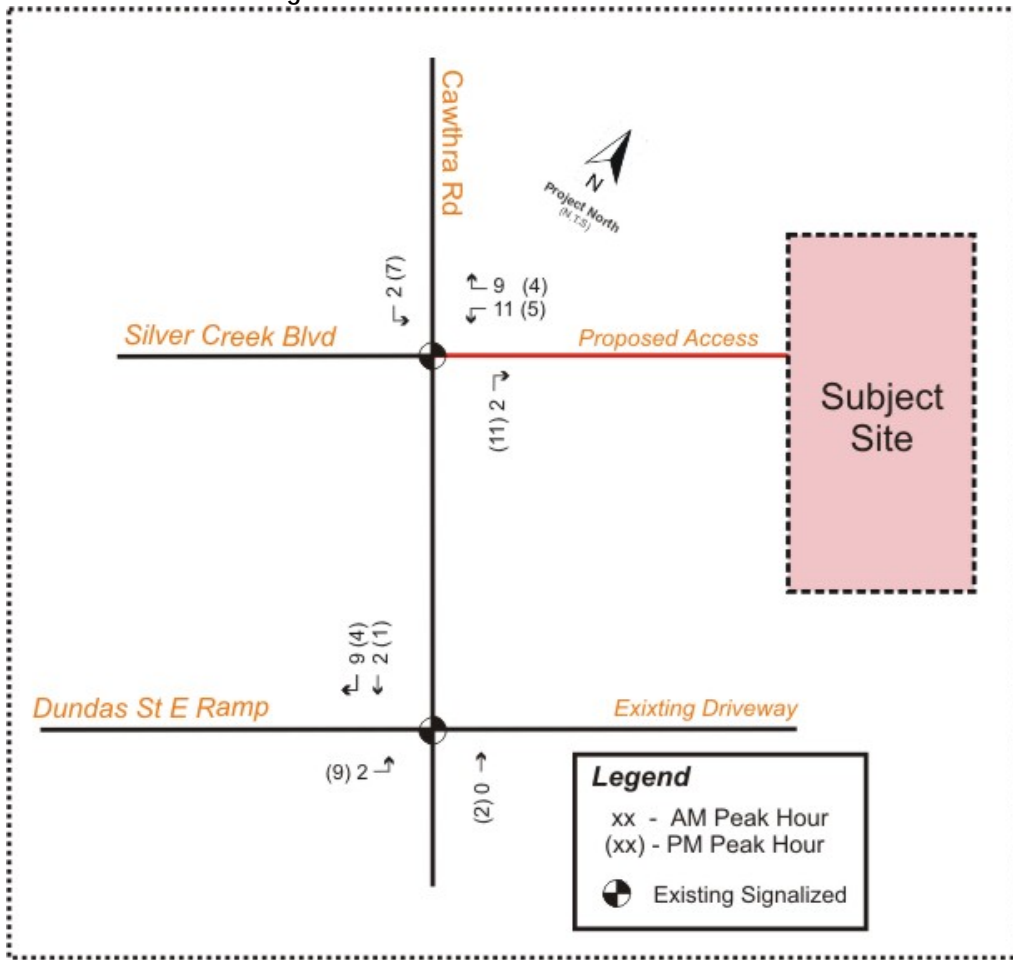 Cawthra Rd
N
Project North
(N.T.S)
2 (7)
9 (4)
11 (5)
Silver Creek Blvd
Proposed Access
(11) 2
Subject
Site
9 (4)
2 (1)
Dundas St E Ramp
Exixting Driveway
(9) 2
(2) 0
Legend
xx - AM Peak Hour
(xx) - PM Peak Hour
Existing Signalized